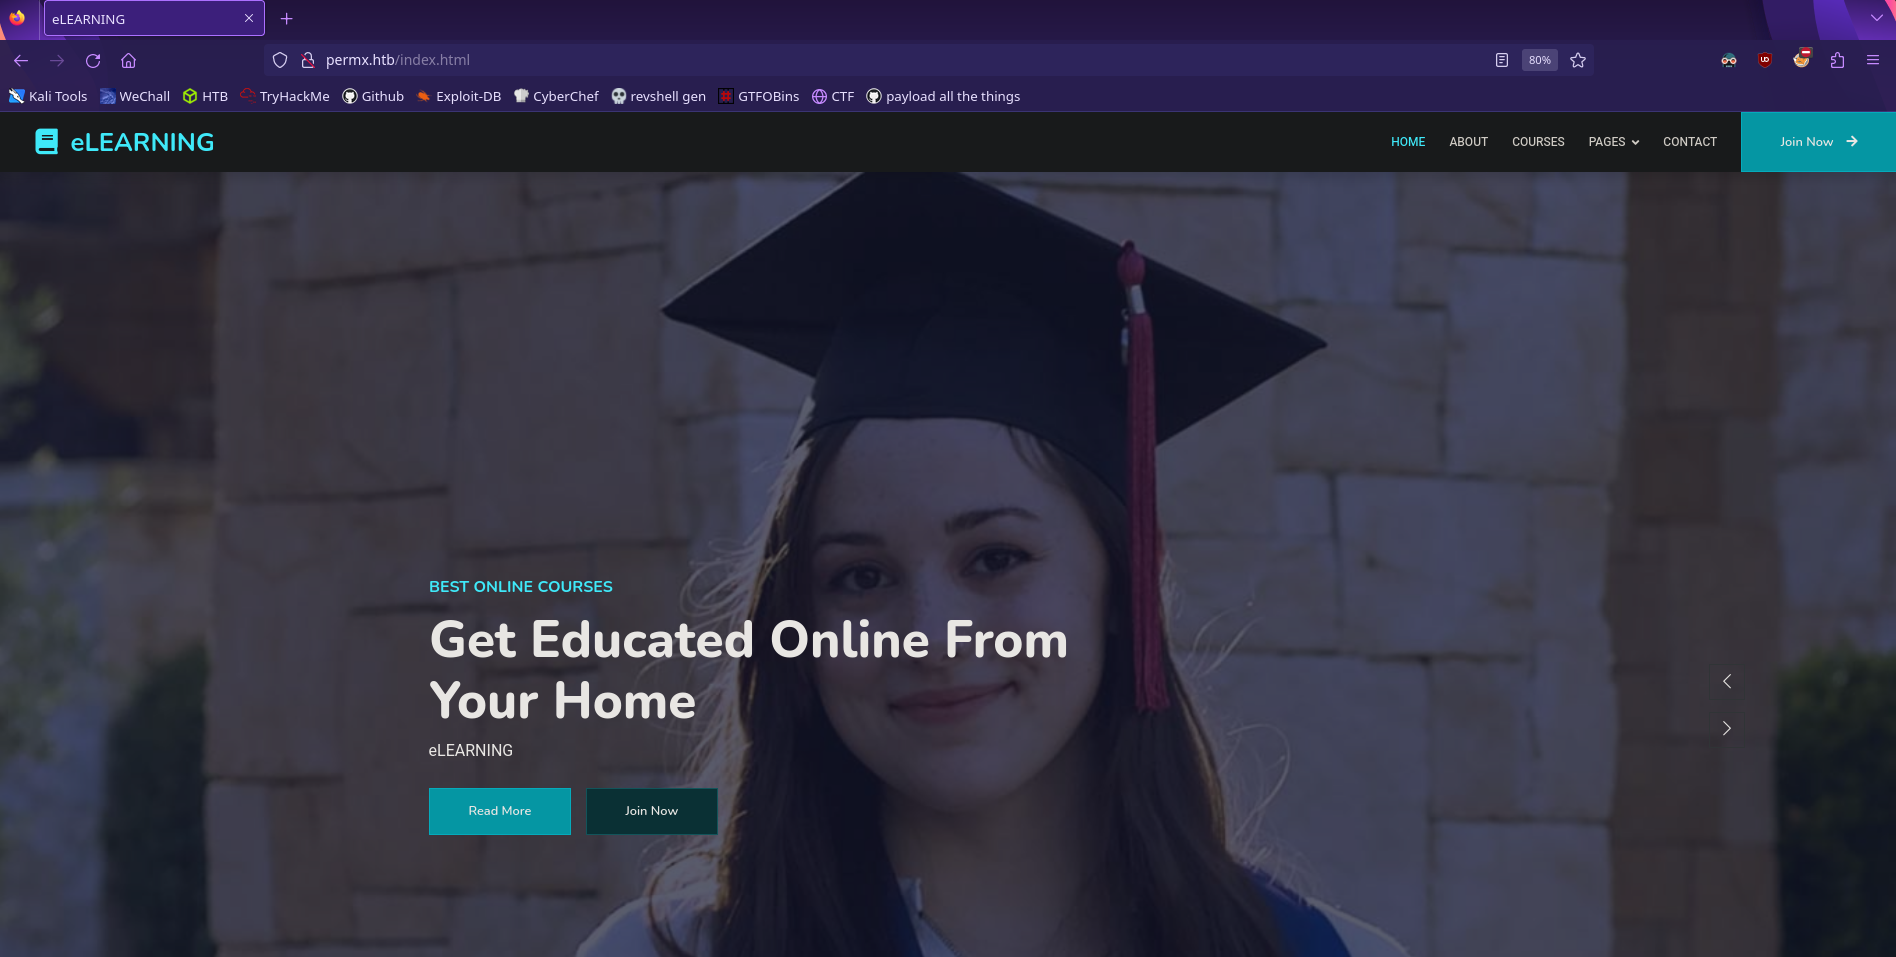 eLEARNING
permx.htb/index.html
80%
Kali Tools WeChall HTB TryHackMe Github Exploit-DB CyberChef revshell gen GTFOBins CTF payload all the things
eLEARNING
HOME ABOUT COURSES PAGES CONTACT Join Now
BEST ONLINE COURSES
Get Educated Online From
Your Home
eLEARNING
Read More Join Now